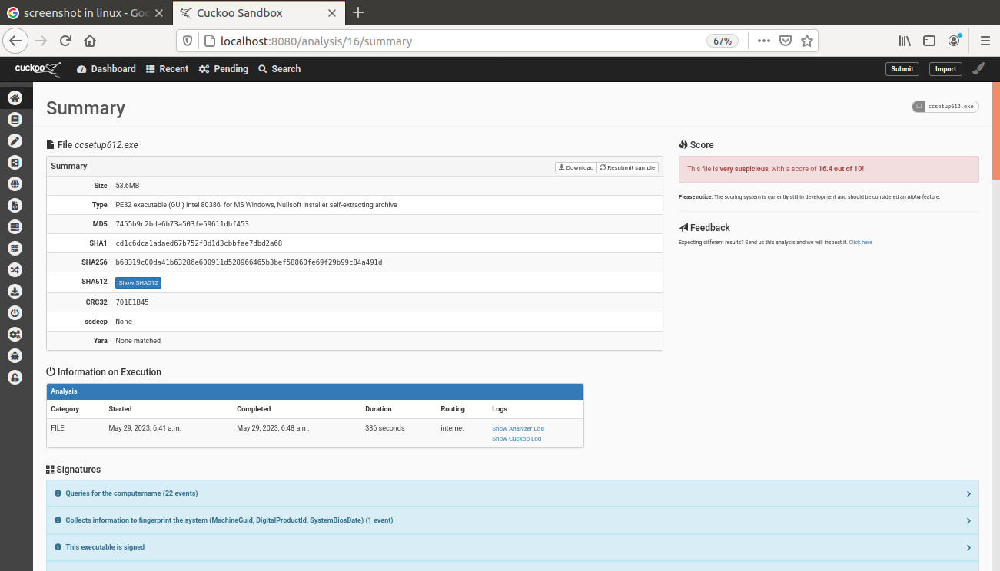 screenshot in linux - Goo
Cuckoo Sandbox
localhost:8080/analysis/16/summary
67%
cuckoo
Dashboard
Recent
Pending
Search
Submit
Import
Summary
ccsetup612.exe
File ccsetup612.exe
Summary
Download
Resubmit sample
Size 53.6MB
Type PE32 executable (GUI) Intel 80386, for MS Windows, Nullsoft Installer self-extracting archive
MD5 7455b9c2bde6b73a503fe59611dbf453
SHA1 cd1c6dca1adaed67b752f8d1d3cbbfae7dbd2a68
SHA256 b68319c00da41b63286e600911d528966465b3bef58860fe69f29b99c84a491d
SHA512 Show SHA512
CRC32 701E1B45
ssdeep None
Yara None matched
Score
This file is very suspicious, with a score of 16.4 out of 10!
Please notice: The scoring system is currently still in development and should be considered an alpha feature.
Feedback
Expecting different results? Send us this analysis and we will inspect it. Click here
Information on Execution
Analysis
Category Started Completed Duration Routing Logs
FILE May 29, 2023, 6:41 a.m. May 29, 2023, 6:48 a.m. 386 seconds internet Show Analyzer Log
Show Cuckoo Log
Signatures
Queries for the computername (22 events)
Collects information to fingerprint the system (MachineGuid, DigitalProductId, SystemBiosDate) (1 event)
This executable is signed